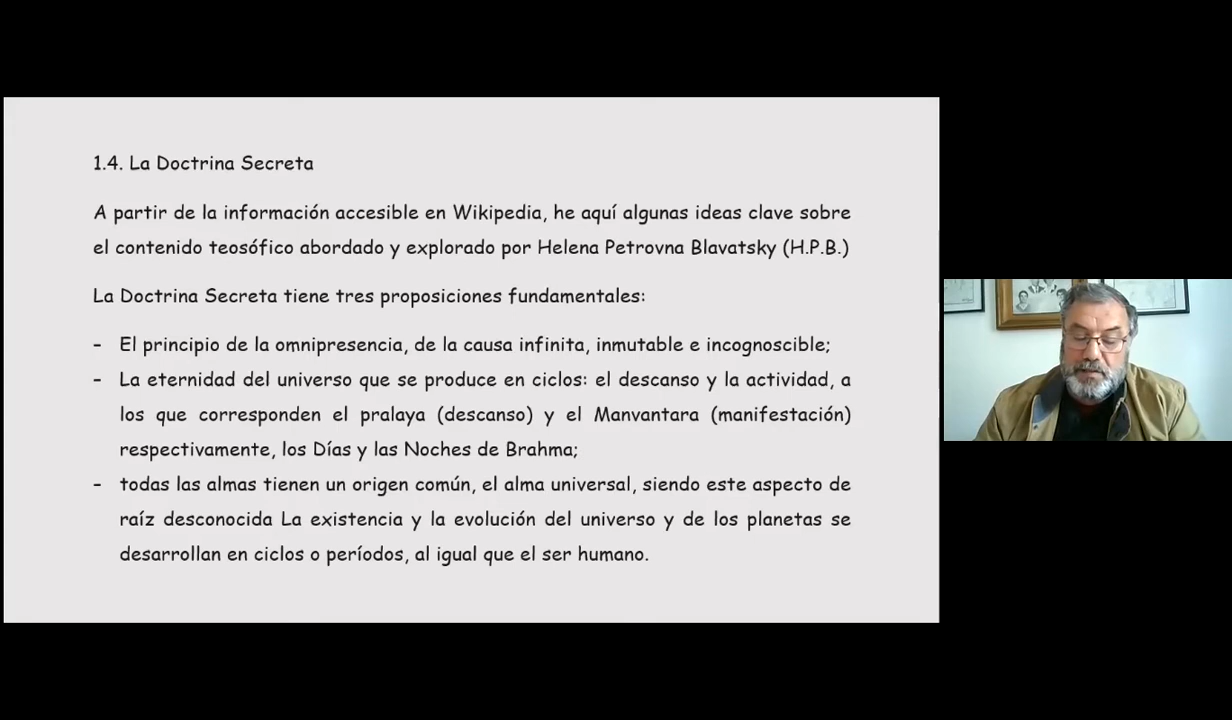 1.4. La Doctrina Secreta
A partir de la información accesible en Wikipedia, he aquí algunas ideas clave sobre
el contenido teosófico abordado y explorado por Helena Petrovna Blavatsky (H.P.B.)
La Doctrina Secreta tiene tres proposiciones fundamentales:
- El principio de la omnipresencia, de la causa infinita, inmutable e incognoscible;
- La eternidad del universo que se produce en ciclos: el descanso y la actividad, a
los que corresponden el pralaya (descanso) y el Manvantara (manifestación)
respectivamente, los Días y las Noches de Brahma;
- todas las almas tienen un origen común, el alma universal, siendo este aspecto de
raíz desconocida La existencia y la evolución del universo y de los planetas se
desarrollan en ciclos o períodos, al igual que el ser humano.